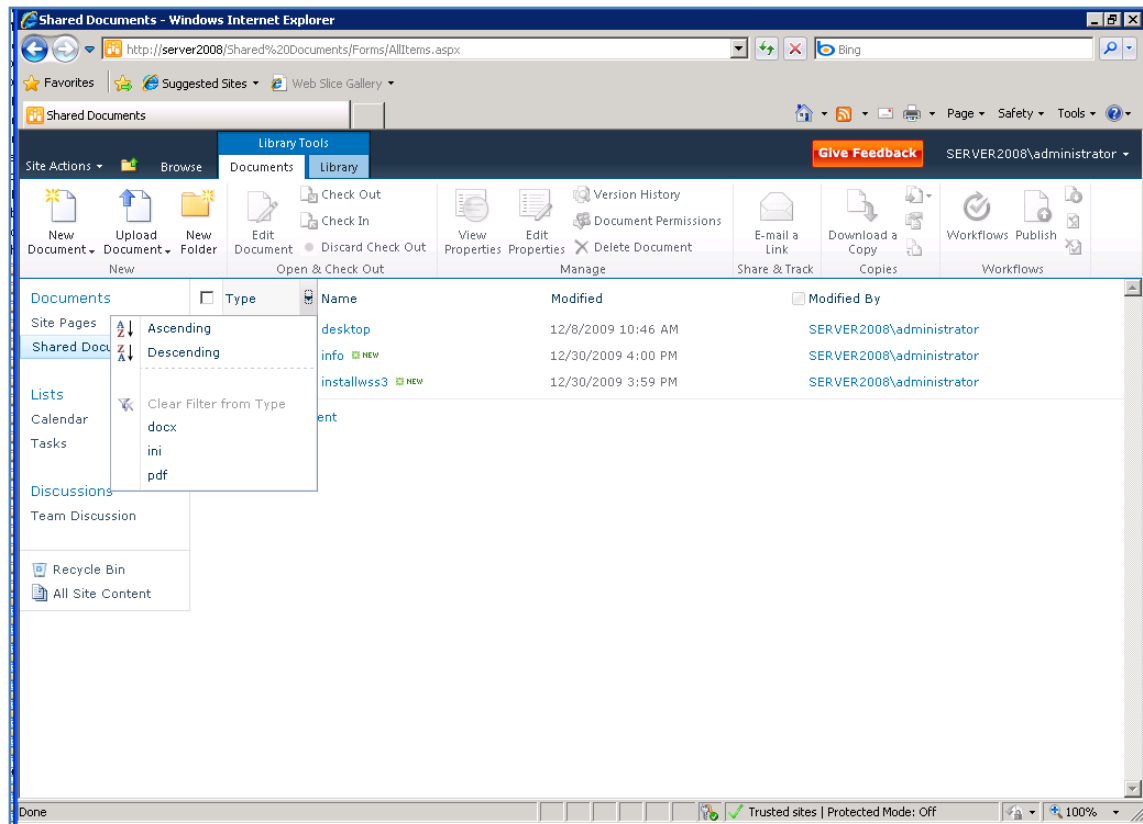 Shared Documents - Windows Internet Explorer
http://server2008/Shared%20Documents/Forms/AllItems.aspx
Bing
Favorites
Suggested Sites
Web Slice Gallery
Shared Documents
Page
Safety
Tools
Library Tools
Site Actions
Browse
Documents
Library
Give Feedback
SERVER2008\administrator
New Document
Upload Document
New Folder
New
Edit Document
Check Out
Check In
Discard Check Out
Open & Check Out
View Properties
Edit Properties
Version History
Document Permissions
Delete Document
Manage
E-mail a Link
Share & Track
Download a Copy
Copies
Workflows
Publish
Workflows
Documents
Site Pages
Shared Docu
Lists
Calendar
Tasks
Discussions
Team Discussion
Recycle Bin
All Site Content
Type
Name
Modified
Modified By
Ascending
Descending
Clear Filter from Type
docx
ini
pdf
desktop
12/8/2009 10:46 AM
SERVER2008\administrator
info NEW
12/30/2009 4:00 PM
SERVER2008\administrator
installwss3 NEW
12/30/2009 3:59 PM
SERVER2008\administrator
ent
Done
Trusted sites | Protected Mode: Off
100%